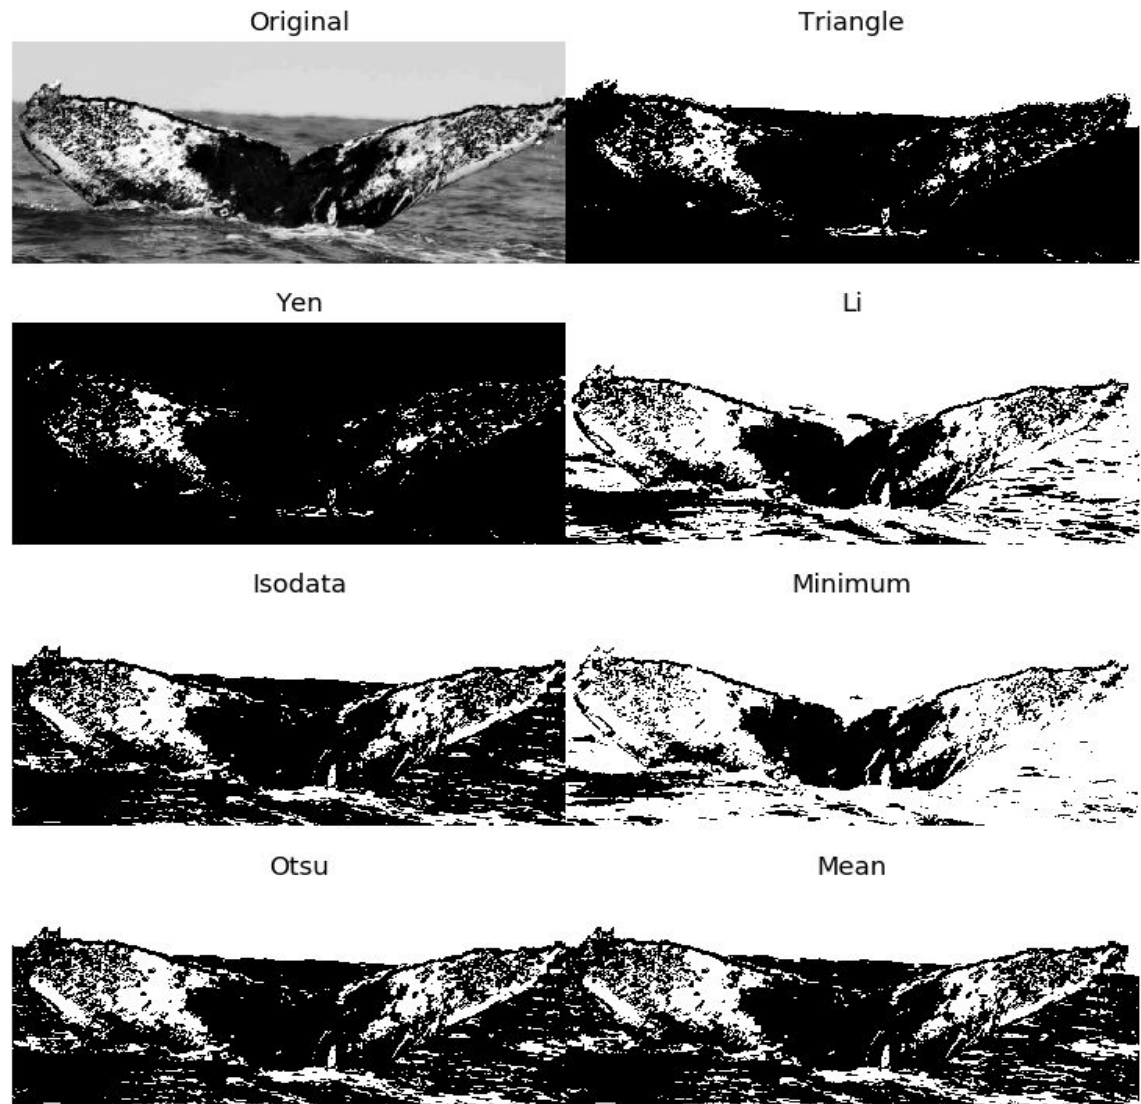 Original
Triangle
Yen
Li
Isodata
Minimum
Otsu
Mean